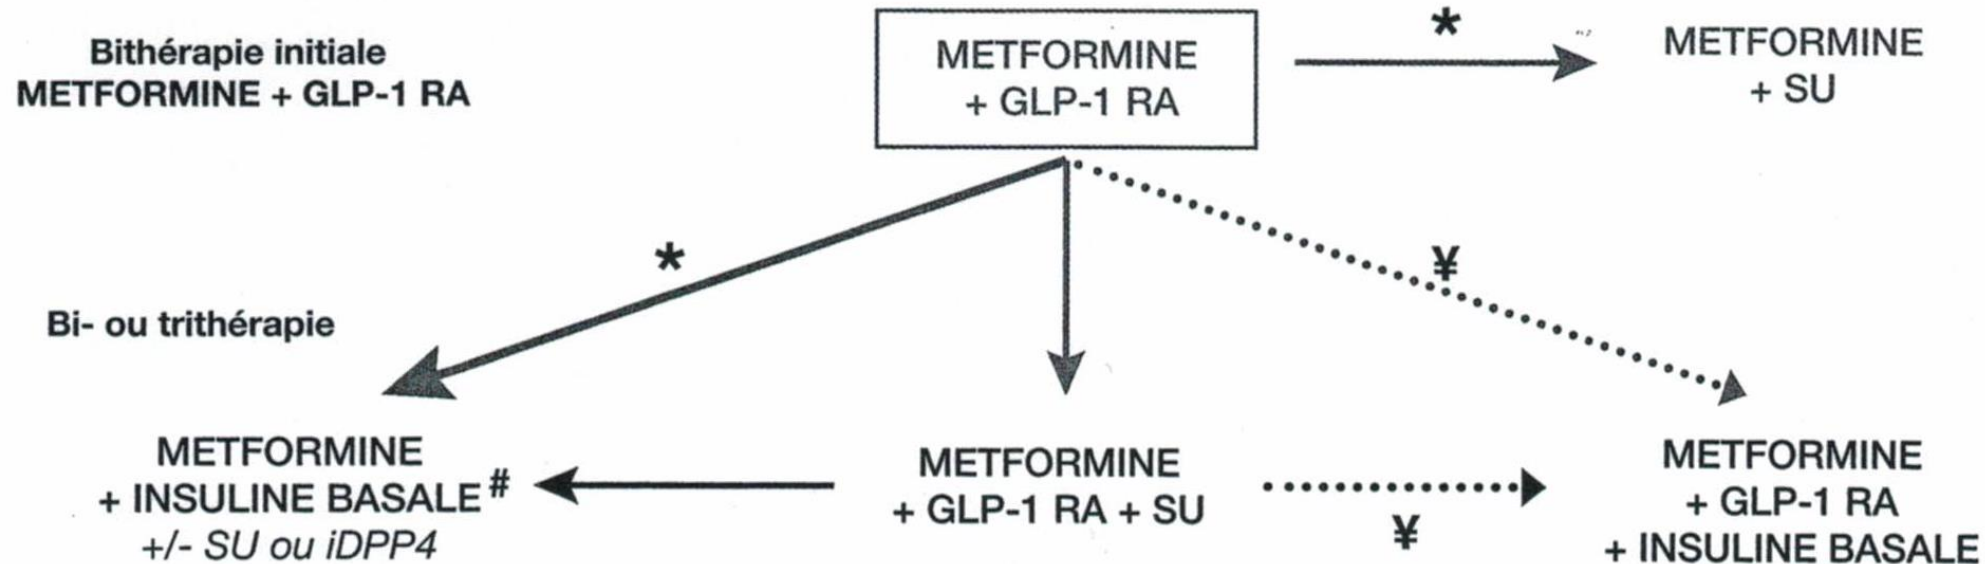 Bithérapie initiale
METFORMINE + GLP-1 RA
METFORMINE
+ GLP-1 RA
*
METFORMINE
+ SU
*
¥
Bi- ou trithérapie
METFORMINE
+ INSULINE BASALE #
+/- SU ou iDPP4
METFORMINE
+ GLP-1 RA + SU
¥
METFORMINE
+ GLP-1 RA
+ INSULINE BASALE